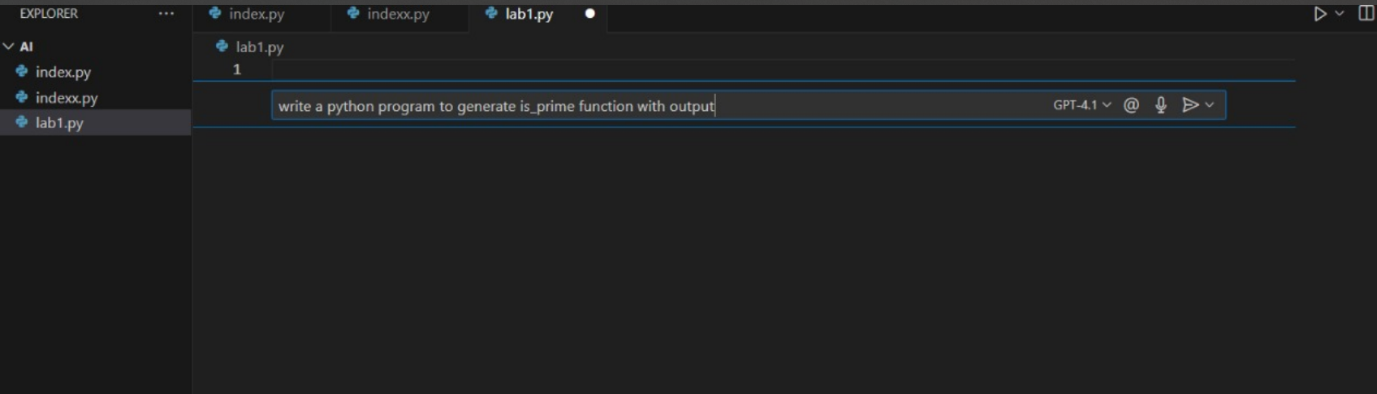 EXPLORER ···
index.py indexx.py lab1.py
AI
index.py
indexx.py
lab1.py
lab1.py
1
write a python program to generate is_prime function with output GPT-4.1 @